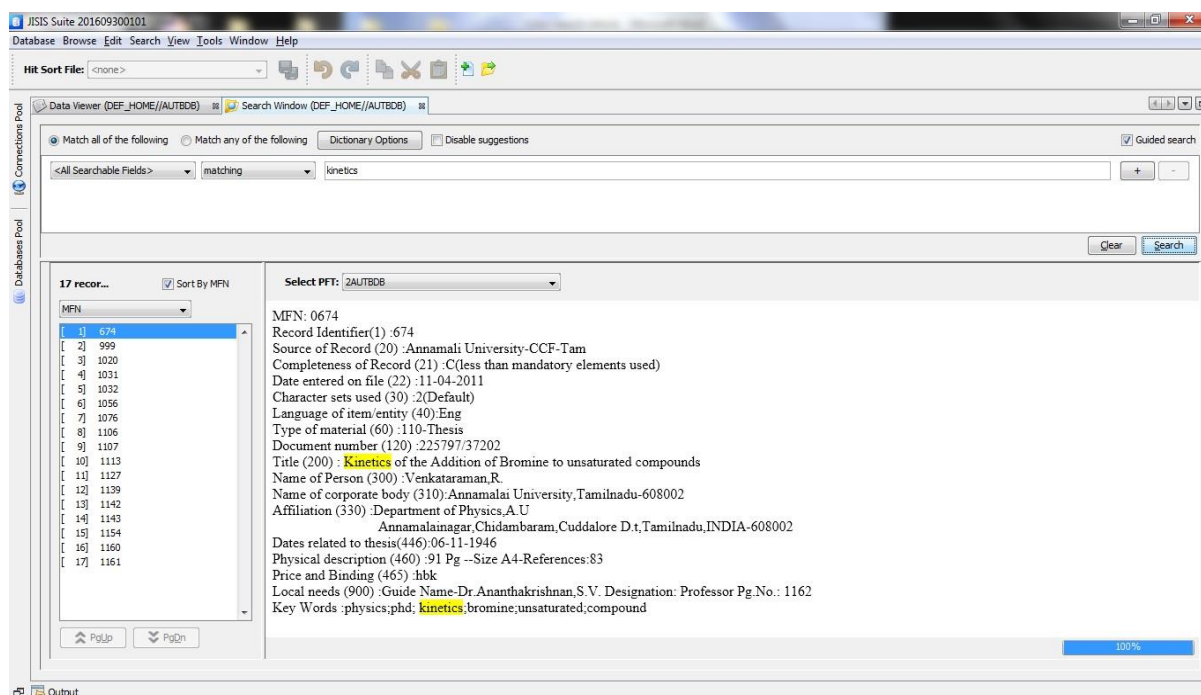 JISIS Suite 201609300101
Database Browse Edit Search View Tools Window Help
Hit Sort File: <none>
Connections Pool
Databases Pool
Data Viewer (DEF_HOME//AUTBDB) Search Window (DEF_HOME//AUTBDB)
Match all of the following Match any of the following Dictionary Options Disable suggestions Guided search
<All Searchable Fields> matching kinetics + -
Clear Search
17 recor... Sort By MFN Select PFT: 2AUTBDB
MFN
[ 1] 674
[ 2] 999
[ 3] 1020
[ 4] 1031
[ 5] 1032
[ 6] 1056
[ 7] 1076
[ 8] 1106
[ 9] 1107
[ 10] 1113
[ 11] 1127
[ 12] 1139
[ 13] 1142
[ 14] 1143
[ 15] 1154
[ 16] 1160
[ 17] 1161
PgUp PgDn
MFN: 0674
Record Identifier(1) :674
Source of Record (20) :Annamali University-CCF-Tam
Completeness of Record (21) :C(less than mandatory elements used)
Date entered on file (22) :11-04-2011
Character sets used (30) :2(Default)
Language of item/entity (40):Eng
Type of material (60) :110-Thesis
Document number (120) :225797/37202
Title (200) : Kinetics of the Addition of Bromine to unsaturated compounds
Name of Person (300) :Venkataraman,R.
Name of corporate body (310):Annamalai University,Tamilnadu-608002
Affiliation (330) :Department of Physics,A.U
Annamalainagar,Chidambaram,Cuddalore D.t,Tamilnadu,INDIA-608002
Dates related to thesis(446):06-11-1946
Physical description (460) :91 Pg --Size A4-References:83
Price and Binding (465) :hbk
Local needs (900) :Guide Name-Dr.Ananthakrishnan,S.V. Designation: Professor Pg.No.: 1162
Key Words :physics;phd; kinetics;bromine;unsaturated;compound
100%
Output